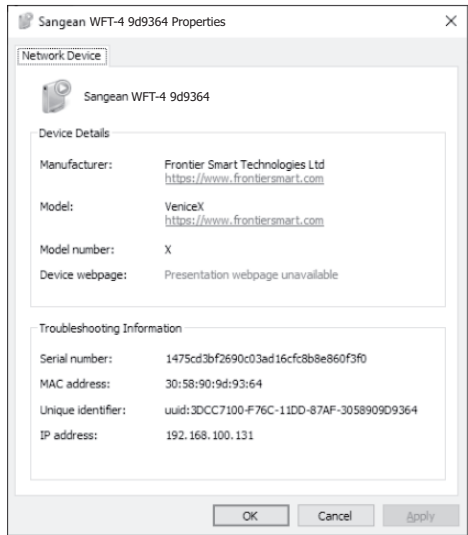 Sangean WFT-4 9d9364 Properties
Network Device
Sangean WFT-4 9d9364
Device Details
Manufacturer: Frontier Smart Technologies Ltd
https://www.frontiersmart.com
Model: VeniceX
https://www.frontiersmart.com
Model number: X
Device webpage: Presentation webpage unavailable
Troubleshooting Information
Serial number: 1475cd3bf2690c03ad16cfc8b8e860f3f0
MAC address: 30:58:90:9d:93:64
Unique identifier: uuid:3DCC7100-F76C-11DD-87AF-3058909D9364
IP address: 192.168.100.131
OK Cancel Apply